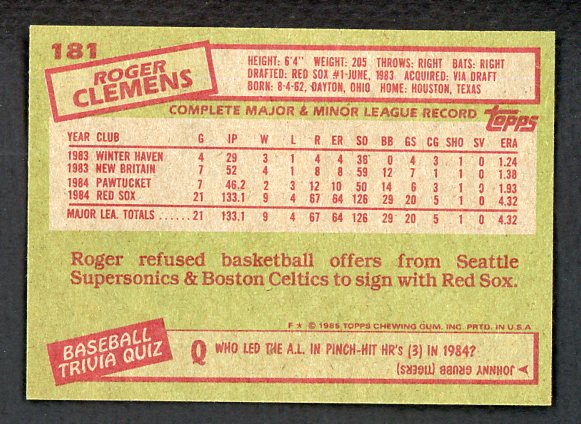 181
ROGER
CLEMENS
HEIGHT: 6'4" WEIGHT: 205 THROWS: RIGHT BATS: RIGHT
DRAFTED: RED SOX #1-JUNE, 1983 ACQUIRED: VIA DRAFT
BORN: 8-4-62, DAYTON, OHIO HOME: HOUSTON, TEXAS
COMPLETE MAJOR & MINOR LEAGUE RECORD topps
YEAR CLUB G IP W L R ER SO BB GS CG SHO SV ERA
1983 WINTER HAVEN 4 29 3 1 4 4 36 0 4 3 1 0 1.24
1983 NEW BRITAIN 7 52 4 1 8 8 59 12 7 1 1 0 1.38
1984 PAWTUCKET 7 46.2 2 3 12 10 50 14 6 3 1 0 1.93
1984 RED SOX 21 133.1 9 4 67 64 126 29 20 5 1 0 4.32
MAJOR LEA. TOTALS ...... 21 133.1 9 4 67 64 126 29 20 5 1 0 4.32
Roger refused basketball offers from Seattle
Supersonics & Boston Celtics to sign with Red Sox.
F ★ © 1985 TOPPS CHEWING GUM, INC. PRTD. IN U.S.A
BASEBALL
TRIVIA QUIZ
Q WHO LED THE A.L. IN PINCH-HIT HR's (3) IN 1984?
A JOHNNY GRUBB (TIGERS)